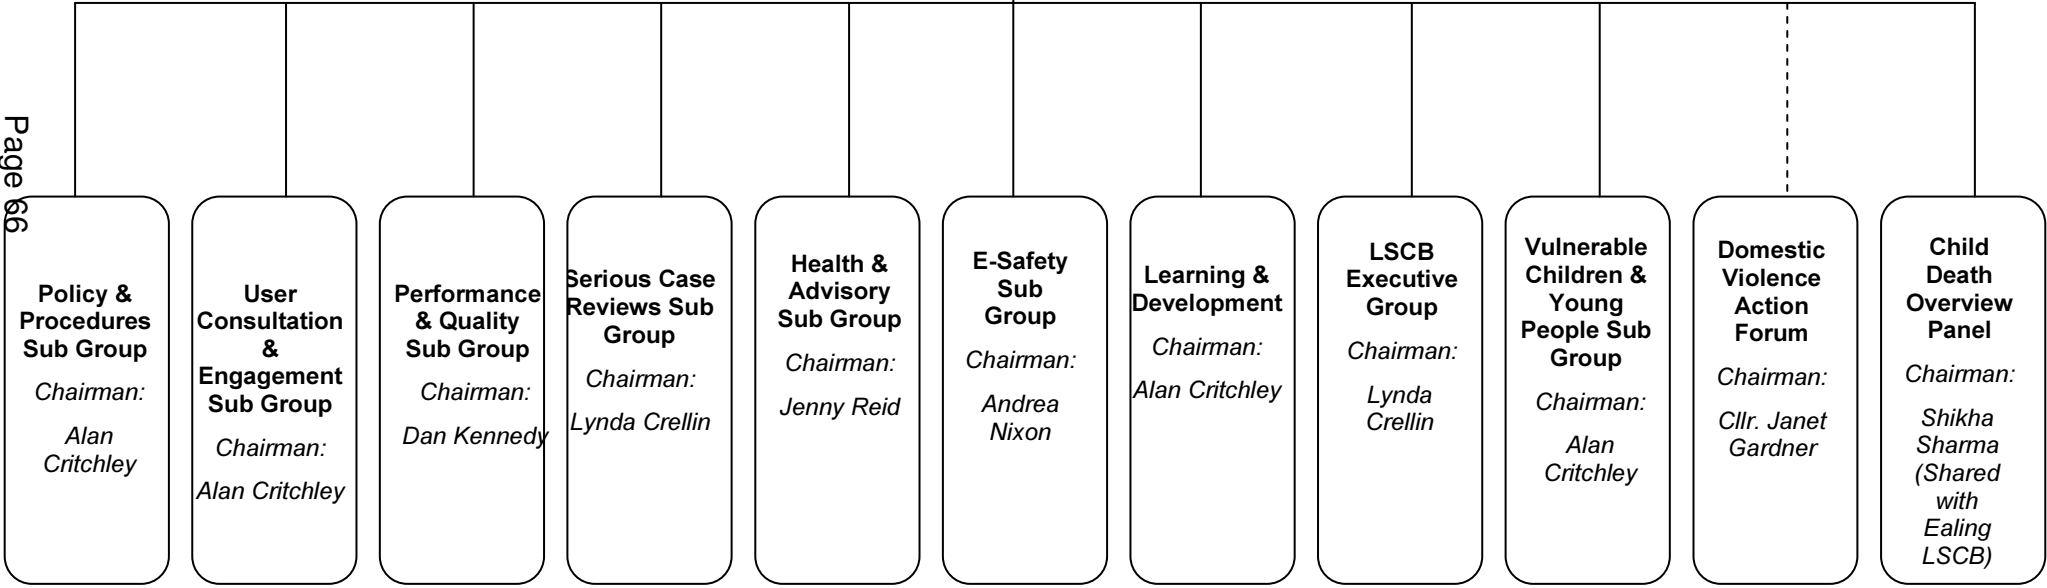 Page 66
Policy &
Procedures
Sub Group
Chairman:
Alan
Critchley
User
Consultation
&
Engagement
Sub Group
Chairman:
Alan Critchley
Performance
& Quality
Sub Group
Chairman:
Dan Kennedy
Serious Case
Reviews Sub
Group
Chairman:
Lynda Crellin
Health &
Advisory
Sub Group
Chairman:
Jenny Reid
E-Safety
Sub
Group
Chairman:
Andrea
Nixon
Learning &
Development
Chairman:
Alan Critchley
LSCB
Executive
Group
Chairman:
Lynda
Crellin
Vulnerable
Children &
Young
People Sub
Group
Chairman:
Alan
Critchley
Domestic
Violence
Action
Forum
Chairman:
Cllr. Janet
Gardner
Child
Death
Overview
Panel
Chairman:
Shikha
Sharma
(Shared
with
Ealing
LSCB)